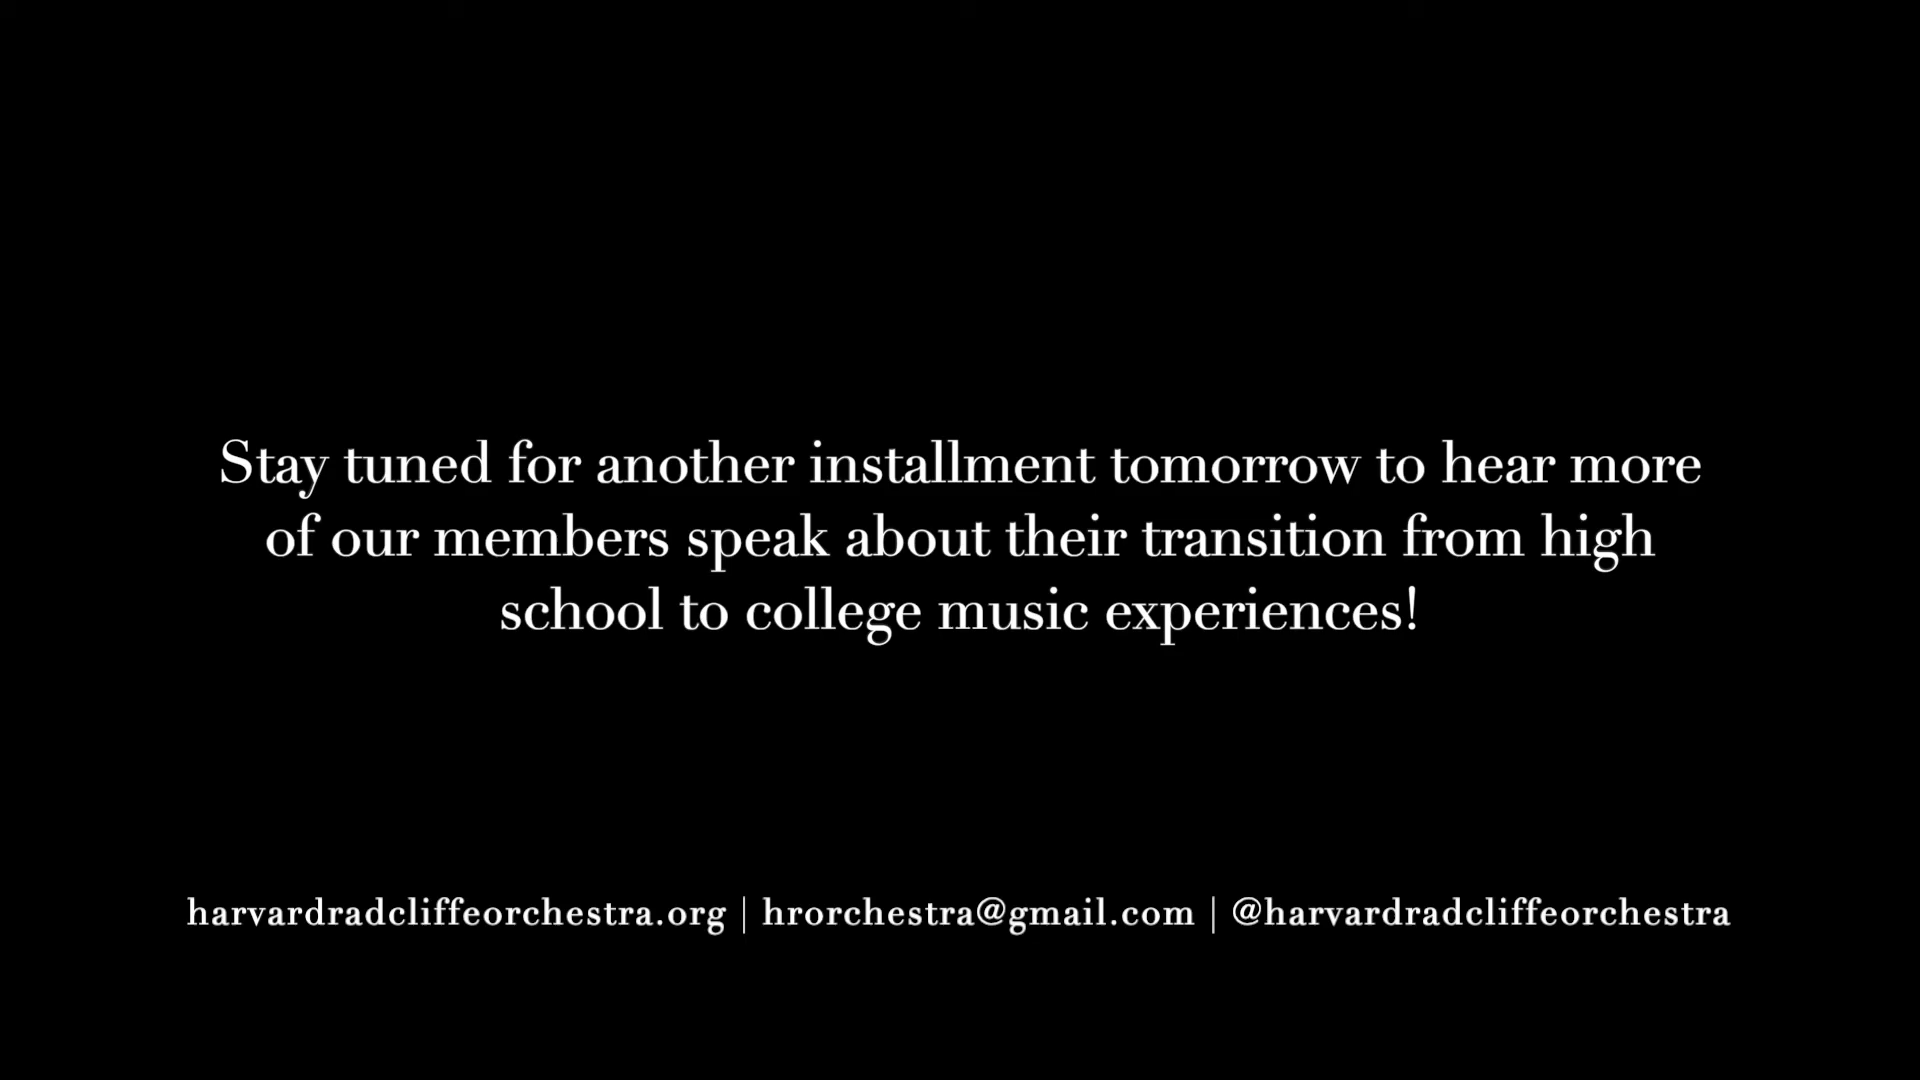 Stay tuned for another installment tomorrow to hear more
of our members speak about their transition from high
school to college music experiences!
harvardradcliffeorchestra.org | hrorchestra@gmail.com | @harvardradcliffeorchestra